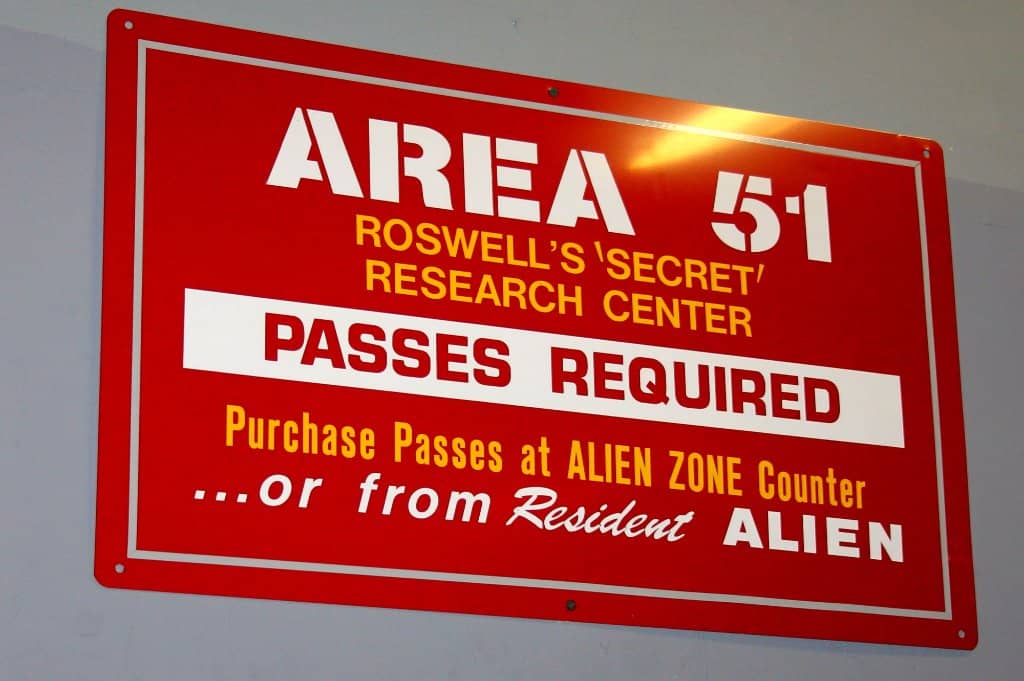 AREA 51
ROSWELL'S 'SECRET'
RESEARCH CENTER
PASSES REQUIRED
Purchase Passes at ALIEN ZONE Counter
...or from Resident ALIEN